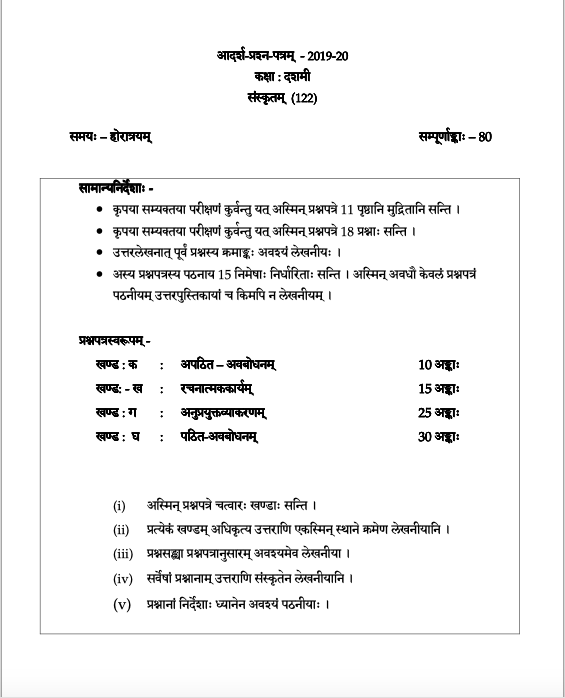 आदर्श-प्रश्न-पत्रम् - 2019-20
कक्षा : दशमी
संस्कृतम् (122)
समयः – होरात्रयम् सम्पूर्णाङ्काः – 80
सामान्यनिर्देशाः -
• कृपया सम्यक्तया परीक्षणं कुर्वन्तु यत् अस्मिन् प्रश्नपत्रे 11 पृष्ठानि मुद्रितानि सन्ति ।
• कृपया सम्यक्तया परीक्षणं कुर्वन्तु यत् अस्मिन् प्रश्नपत्रे 18 प्रश्नाः सन्ति ।
• उत्तरलेखनात् पूर्वं प्रश्नस्य क्रमाङ्कः अवश्यं लेखनीयः ।
• अस्य प्रश्नपत्रस्य पठनाय 15 निमेषाः निर्धारिताः सन्ति । अस्मिन् अवधौ केवलं प्रश्नपत्रं
पठनीयम् उत्तरपुस्तिकायां च किमपि न लेखनीयम् ।
प्रश्नपत्रस्वरूपम् -
खण्ड : क : अपठित – अवबोधनम् 10 अङ्काः
खण्ड: - ख : रचनात्मककार्यम् 15 अङ्काः
खण्ड : ग : अनुप्रयुक्तव्याकरणम् 25 अङ्काः
खण्ड : घ : पठित-अवबोधनम् 30 अङ्काः
(i) अस्मिन् प्रश्नपत्रे चत्वारः खण्डाः सन्ति ।
(ii) प्रत्येकं खण्डम् अधिकृत्य उत्तराणि एकस्मिन् स्थाने क्रमेण लेखनीयानि ।
(iii) प्रश्नसङ्ख्या प्रश्नपत्रानुसारम् अवश्यमेव लेखनीया ।
(iv) सर्वेषां प्रश्नानाम् उत्तराणि संस्कृतेन लेखनीयानि ।
(v) प्रश्नानां निर्देशाः ध्यानेन अवश्यं पठनीयाः ।